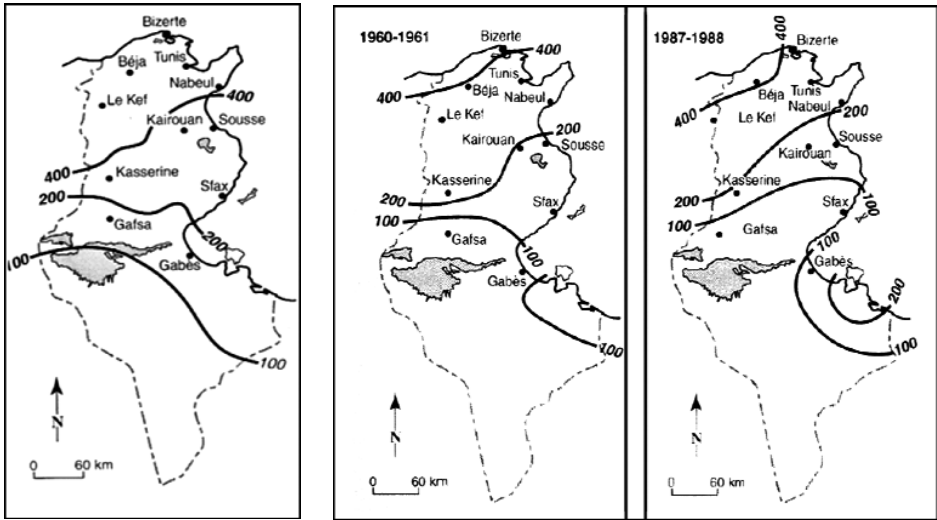 Bizerte
Tunis
Béja
Nabeul
400
Le Kef
Kairouan
Sousse
400
Kasserine
200
Sfax
Gafsa
200
100
Gabès
100
N
0 60 km
1960-1961
Bizerte
400
Tunis
Béja
400
Nabeul
Le Kef
200
Kairouan
Sousse
Kasserine
200
Sfax
100
Gafsa
100
Gabès
100
N
0 60 km
1987-1988
400
Bizerte
Béja
Tunis
Nabeul
400
Le Kef
200
Kairouan
Sousse
Kasserine
200
100
Sfax
100
Gafsa
100
Gabès
200
100
N
0 60 km